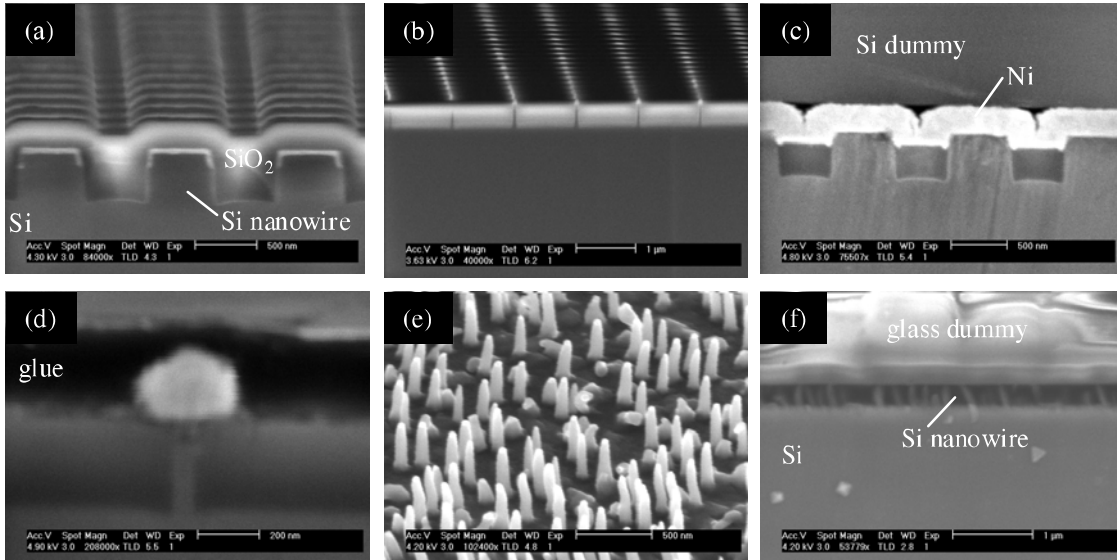 (a)
SiO2
Si nanowire
Si
Acc.V Spot Magn Det WD Exp
4.30 kV 3.0 84000x TLD 4.3 1
500 nm
(b)
Acc.V Spot Magn Det WD Exp
3.63 kV 3.0 40000x TLD 6.2 1
1 µm
(c)
Si dummy
Ni
Acc.V Spot Magn Det WD Exp
4.80 kV 3.0 75507x TLD 5.4 1
500 nm
(d)
glue
Acc.V Spot Magn Det WD Exp
4.90 kV 3.0 208000x TLD 5.5 1
200 nm
(e)
Acc.V Spot Magn Det WD Exp
4.20 kV 3.0 102400x TLD 4.8 1
500 nm
(f)
glass dummy
Si nanowire
Si
Acc.V Spot Magn Det WD Exp
4.20 kV 3.0 53779x TLD 2.8 1
1 µm